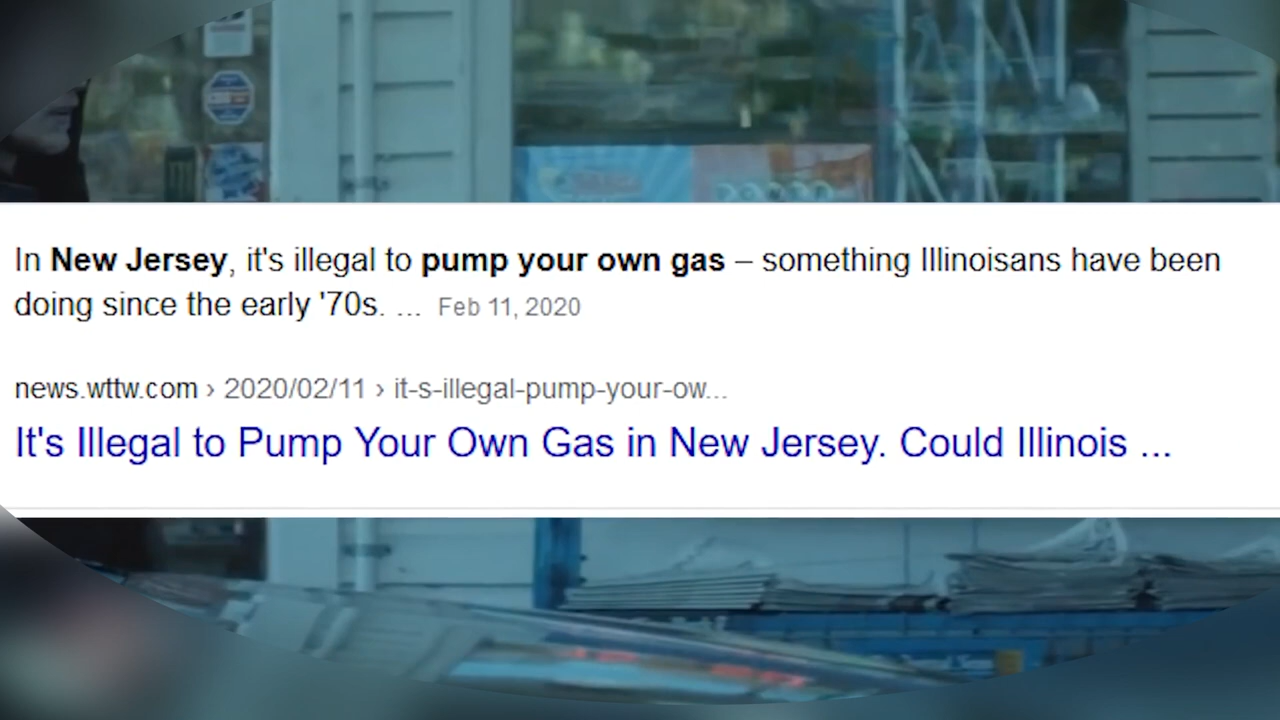 In New Jersey, it's illegal to pump your own gas – something Illinoisans have been
doing since the early '70s. ... Feb 11, 2020
news.wttw.com › 2020/02/11 › it-s-illegal-pump-your-ow...
It's Illegal to Pump Your Own Gas in New Jersey. Could Illinois ...